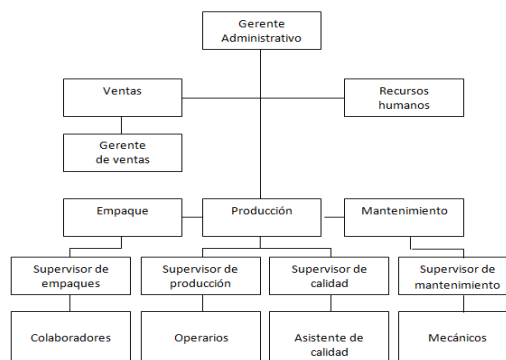 Gerente
Administrativo
Ventas
Recursos
humanos
Gerente
de ventas
Empaque
Producción
Mantenimiento
Supervisor de
empaques
Supervisor de
producción
Supervisor de
calidad
Supervisor de
mantenimiento
Colaboradores
Operarios
Asistente de
calidad
Mecánicos